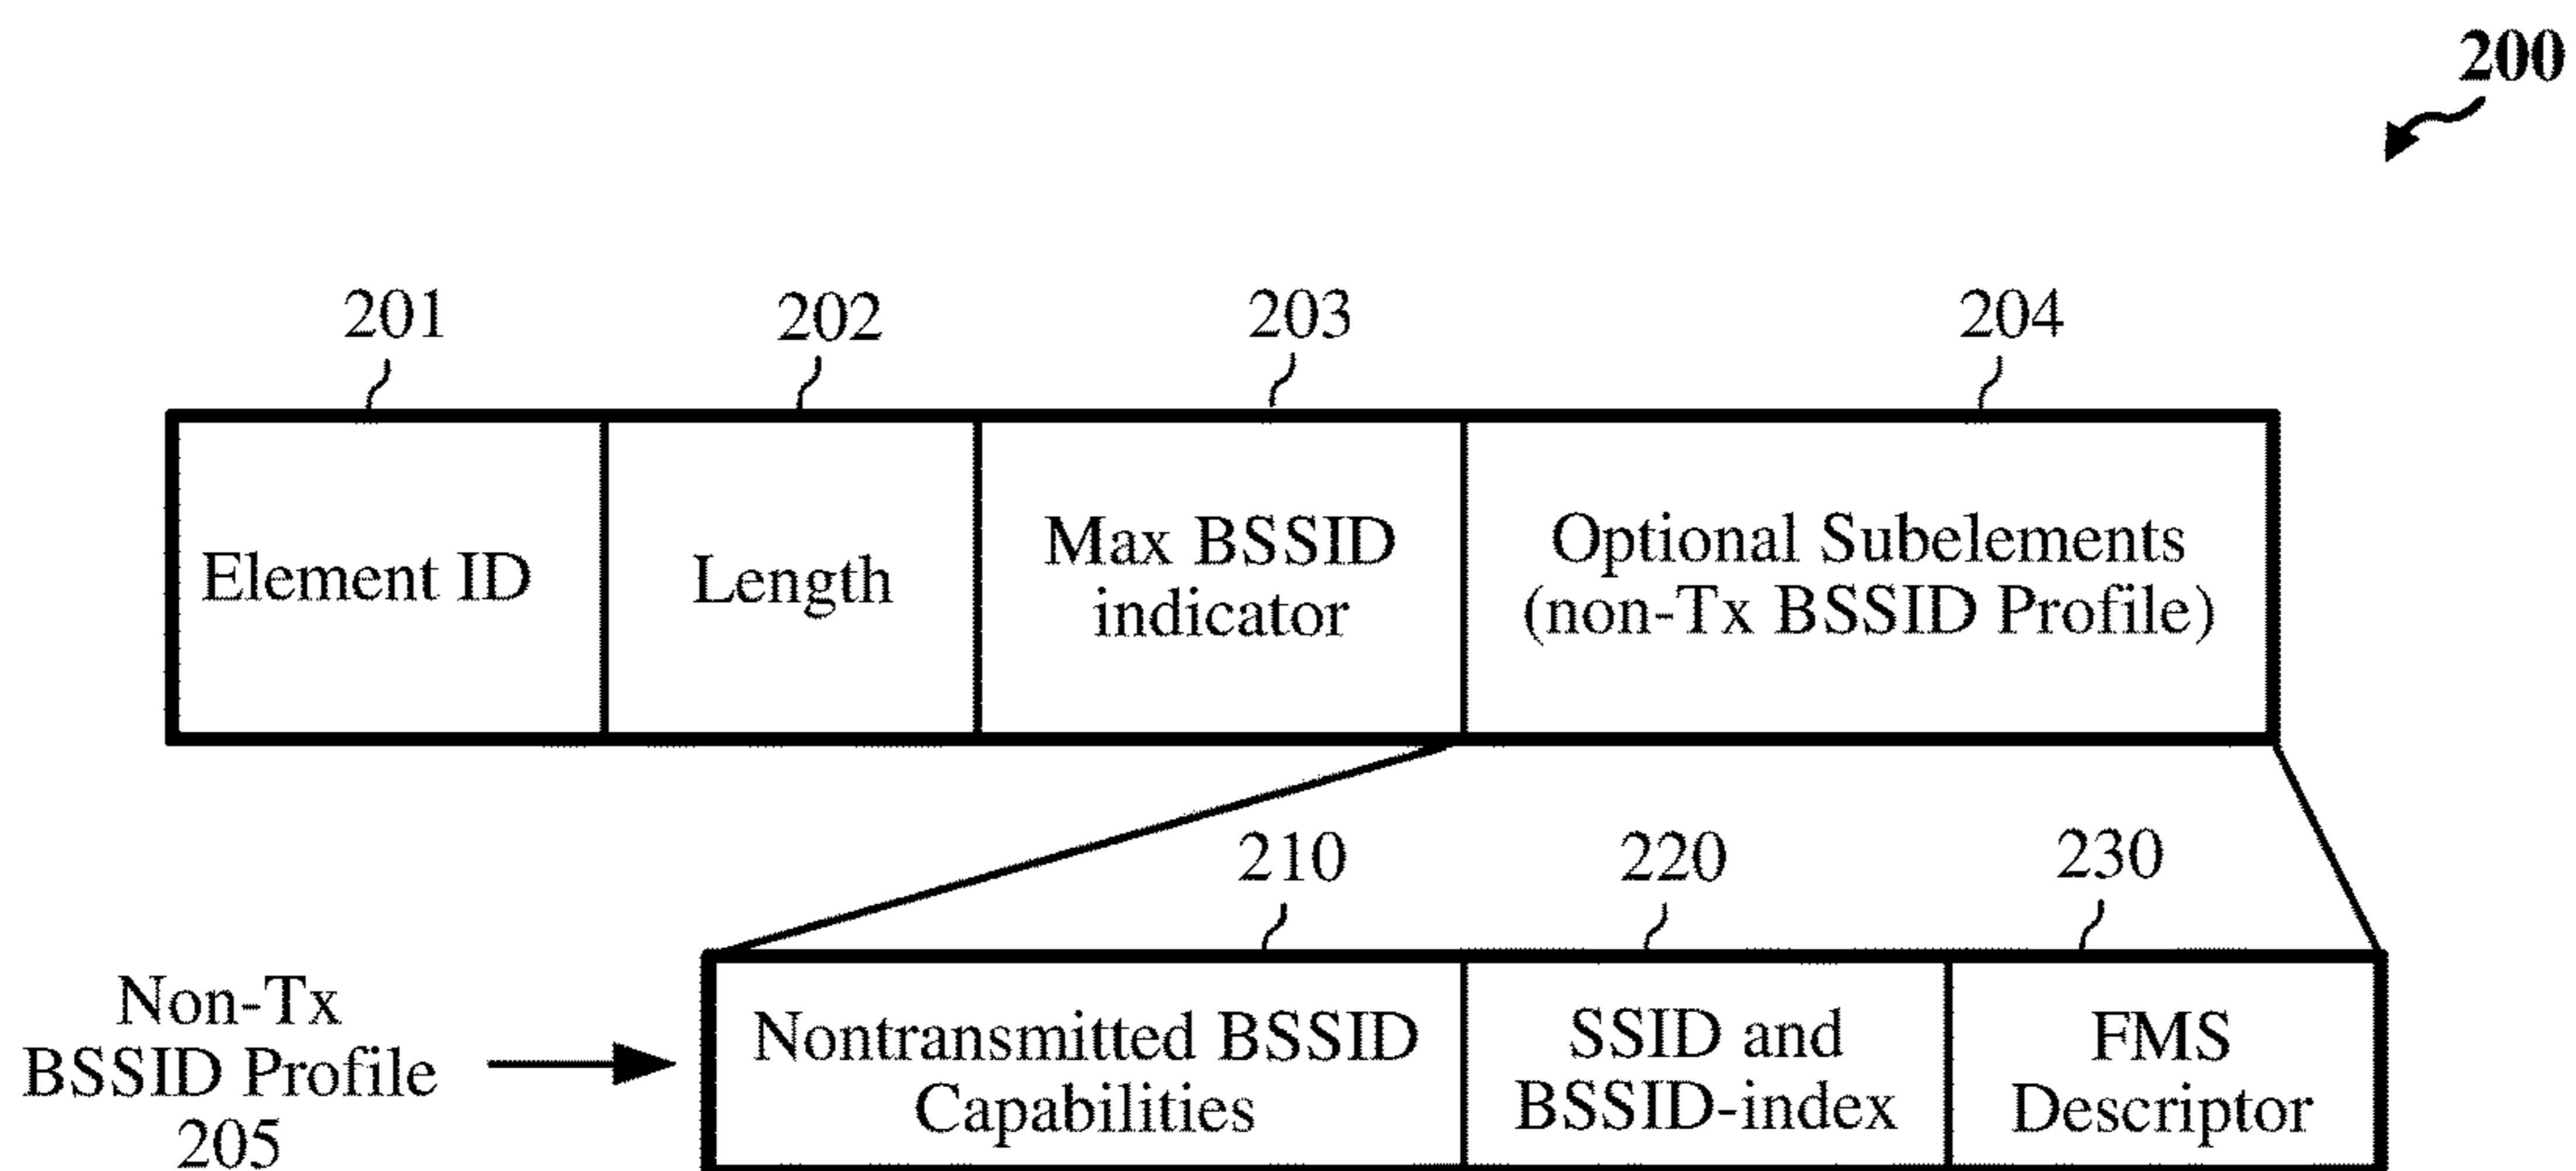 200
201
202
203
204
Element ID
Length
Max BSSID
indicator
Optional Subelements
(non-Tx BSSID Profile)
210
220
230
Non-Tx
BSSID Profile
205
Nontransmitted BSSID
Capabilities
SSID and
BSSID-index
FMS
Descriptor